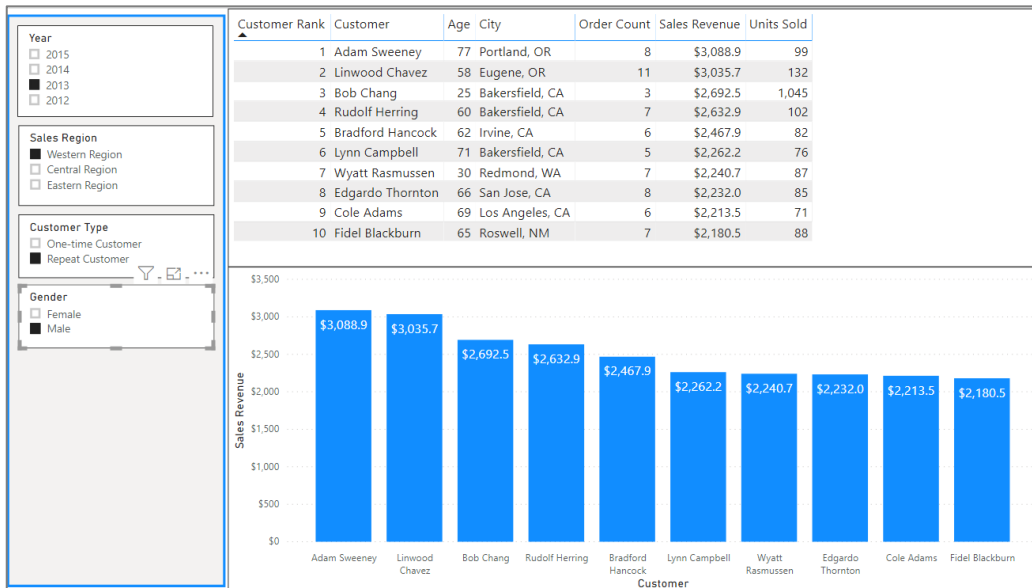 Year
2015
2014
2013
2012
Sales Region
Western Region
Central Region
Eastern Region
Customer Type
One-time Customer
Repeat Customer
Gender
Female
Male
Customer Rank Customer Age City Order Count Sales Revenue Units Sold
1 Adam Sweeney 77 Portland, OR 8 $3,088.9 99
2 Linwood Chavez 58 Eugene, OR 11 $3,035.7 132
3 Bob Chang 25 Bakersfield, CA 3 $2,692.5 1,045
4 Rudolf Herring 60 Bakersfield, CA 7 $2,632.9 102
5 Bradford Hancock 62 Irvine, CA 6 $2,467.9 82
6 Lynn Campbell 71 Bakersfield, CA 5 $2,262.2 76
7 Wyatt Rasmussen 30 Redmond, WA 7 $2,240.7 87
8 Edgardo Thornton 66 San Jose, CA 8 $2,232.0 85
9 Cole Adams 69 Los Angeles, CA 6 $2,213.5 71
10 Fidel Blackburn 65 Roswell, NM 7 $2,180.5 88
Sales Revenue
$3,500
$3,000
$2,500
$2,000
$1,500
$1,000
$500
$0
$3,088.9 $3,035.7 $2,692.5 $2,632.9 $2,467.9 $2,262.2 $2,240.7 $2,232.0 $2,213.5 $2,180.5
Adam Sweeney Linwood Bob Chang Rudolf Herring Bradford Lynn Campbell Wyatt Edgardo Cole Adams Fidel Blackburn
Chavez Hancock Rasmussen Thornton
Customer